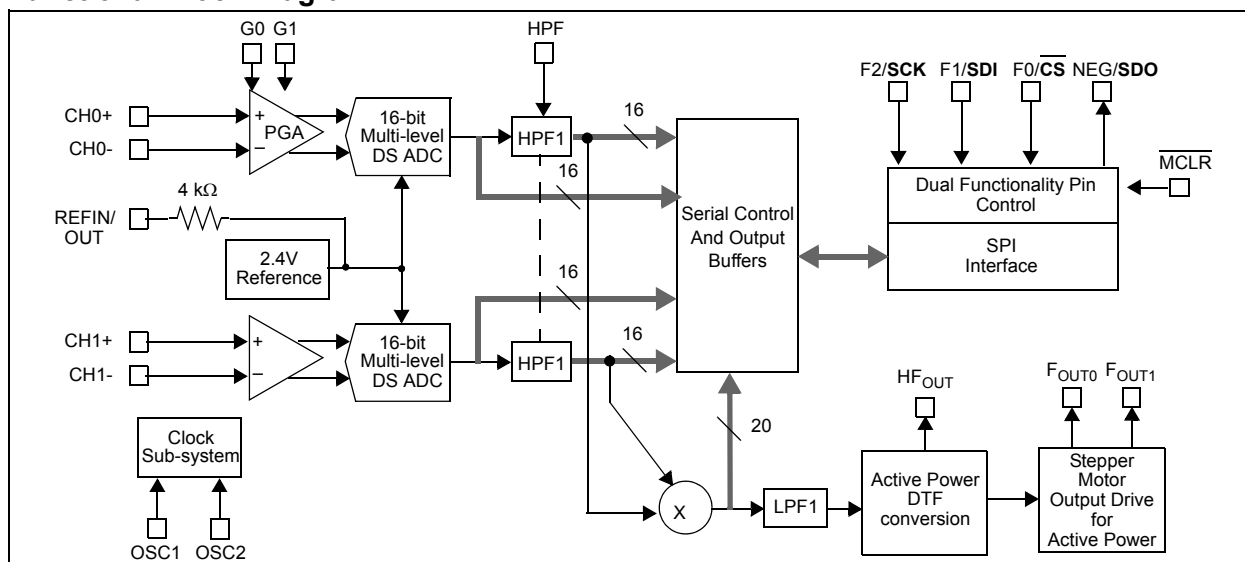 G0 G1
HPF
F2/SCK F1/SDI F0/CS NEG/SDO
CH0+
CH0-
+
PGA
–
16-bit
Multi-level
DS ADC
HPF1
16
16
MCLR
Dual Functionality Pin
Control
SPI
Interface
4 kΩ
REFIN/
OUT
2.4V
Reference
Serial Control
And Output
Buffers
16
16
CH1+
CH1-
+
–
16-bit
Multi-level
DS ADC
HPF1
HFOUT
FOUT0 FOUT1
20
Clock
Sub-system
OSC1 OSC2
X
LPF1
Active Power
DTF
conversion
Stepper
Motor
Output Drive
for
Active Power